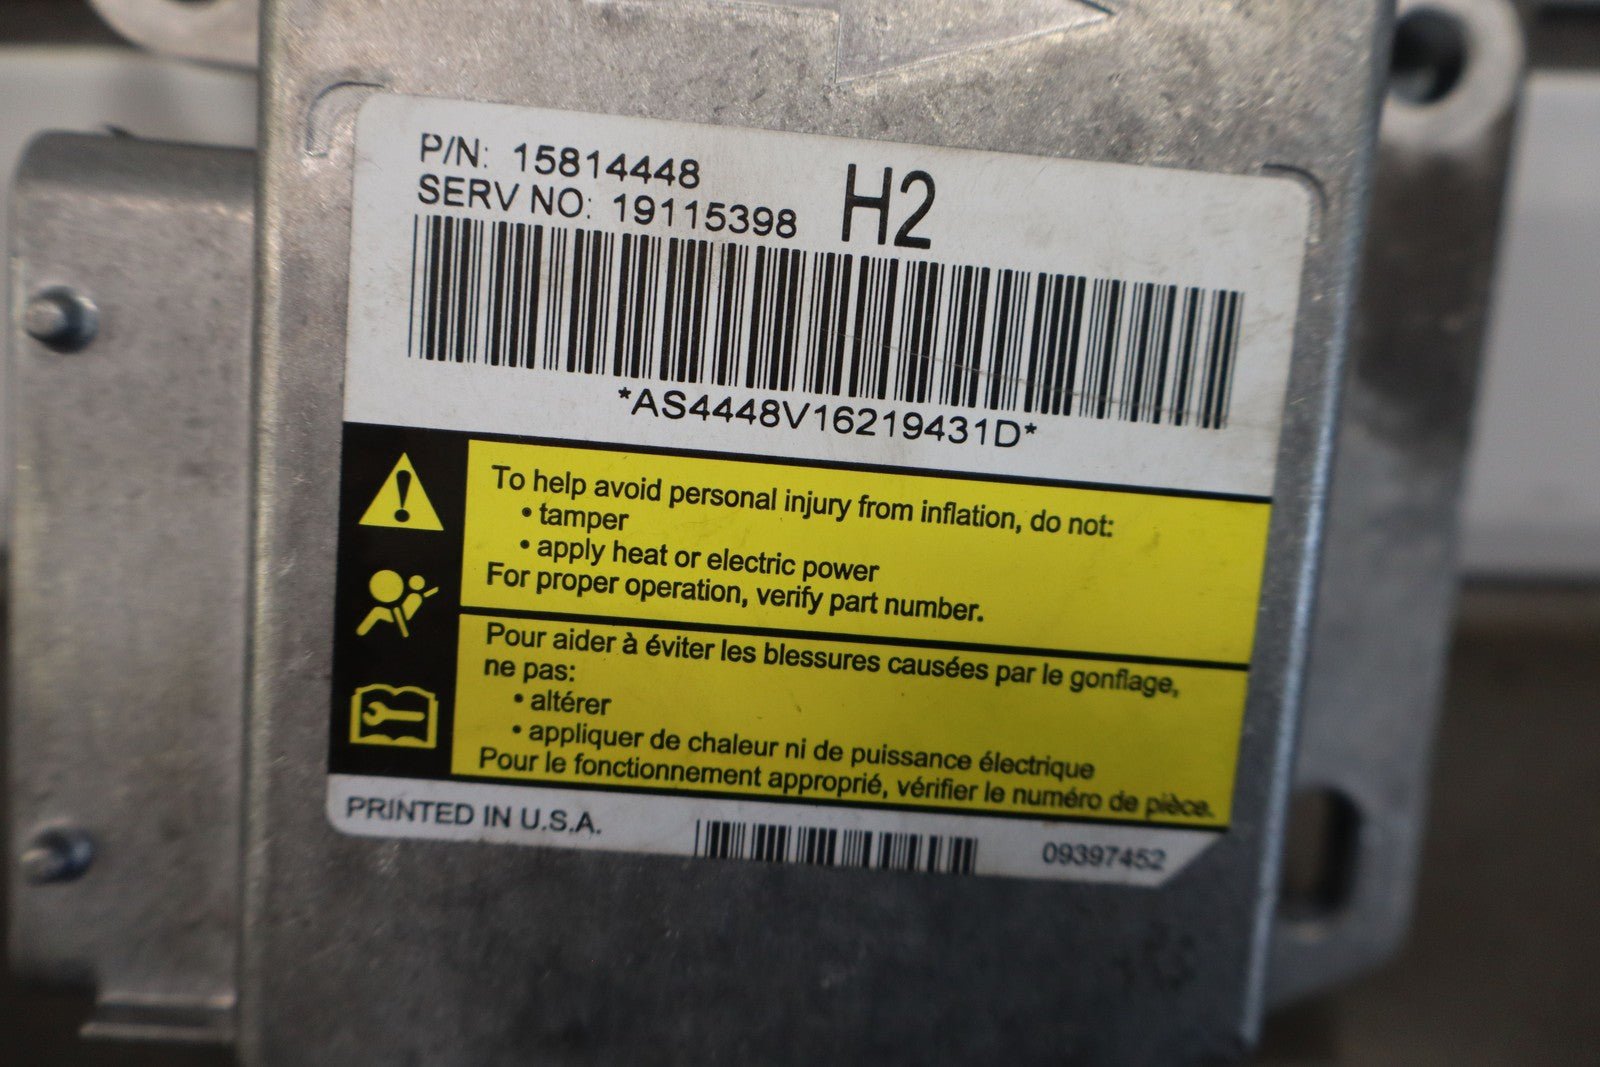 P/N: 15814448
SERV NO: 19115398
H2
*AS4448V16219431D*
To help avoid personal injury from inflation, do not:
• tamper
• apply heat or electric power
For proper operation, verify part number.
Pour aider à éviter les blessures causées par le gonflage,
ne pas:
• altérer
• appliquer de chaleur ni de puissance électrique
Pour le fonctionnement approprié, vérifier le numéro de pièce.
PRINTED IN U.S.A.
09397452